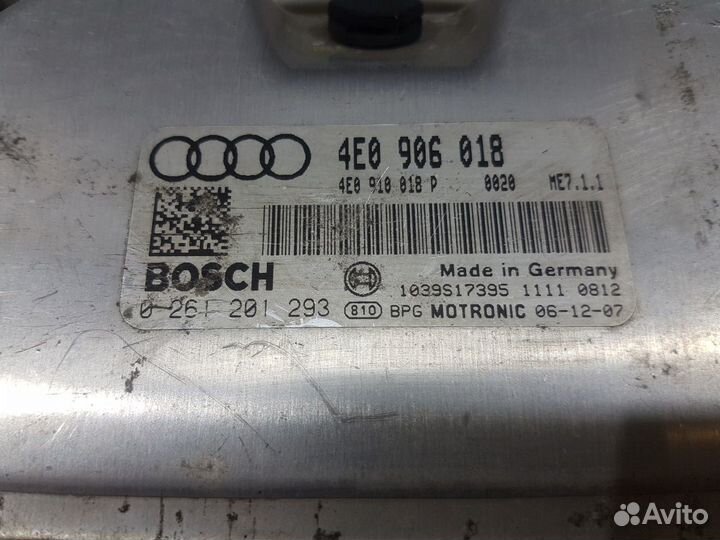 4E0 906 018
4E0 910 018 P 0020 ME7.1.1
BOSCH Made in Germany
1039S17395 1111 0812
0 261 201 293 810 BPG MOTRONIC 06-12-07
Avito